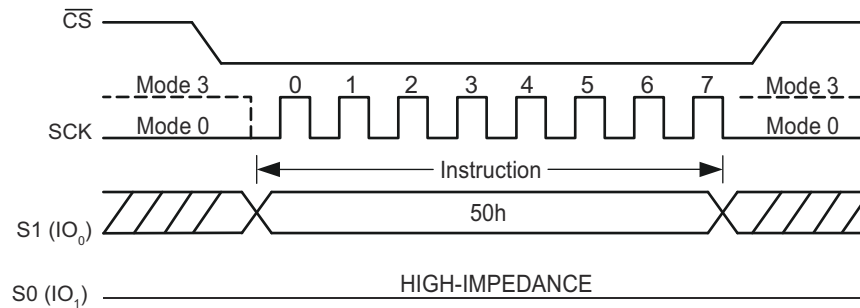 CS
0 1 2 3 4 5 6 7
Mode 3 Mode 3
SCK Mode 0 Mode 0
Instruction
S1 (IO0) 50h
S0 (IO1) HIGH-IMPEDANCE